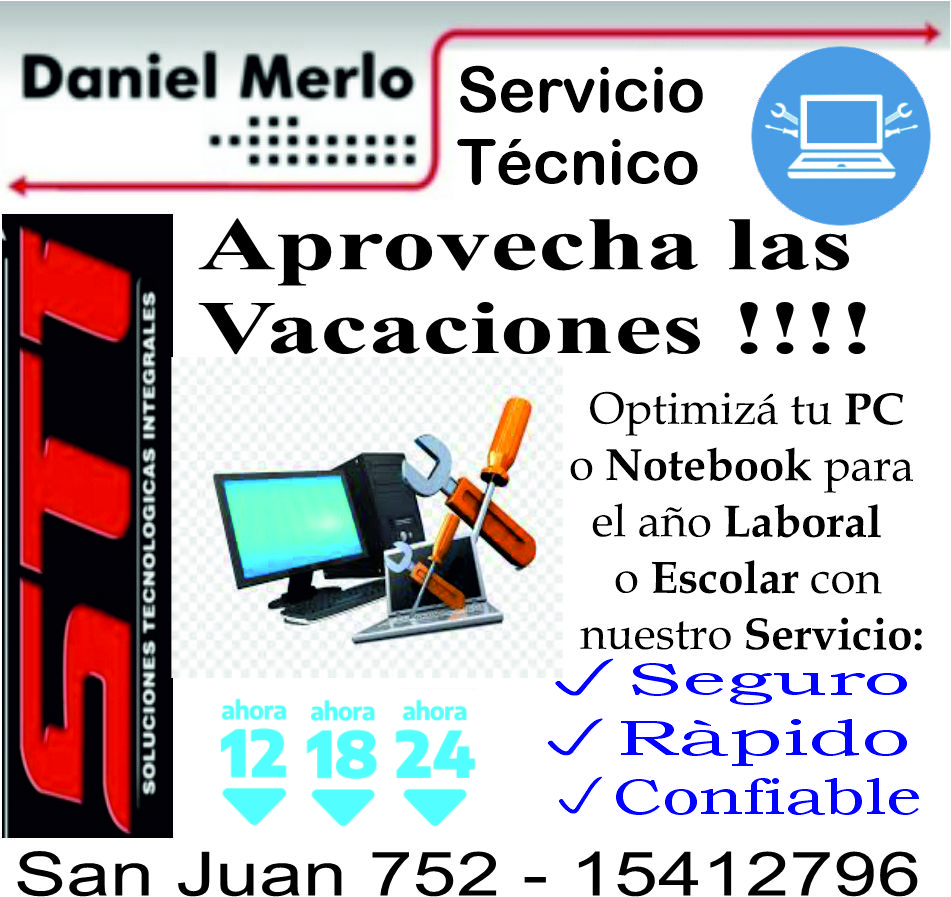 Daniel Merlo
Servicio
Técnico
STI
SOLUCIONES TECNOLOGICAS INTEGRALES
Aprovecha las
Vacaciones !!!!
Optimizá tu PC
o Notebook para
el año Laboral
o Escolar con
nuestro Servicio:
✓ Seguro
✓ Ràpido
✓ Confiable
ahora 12
ahora 18
ahora 24
San Juan 752 - 15412796